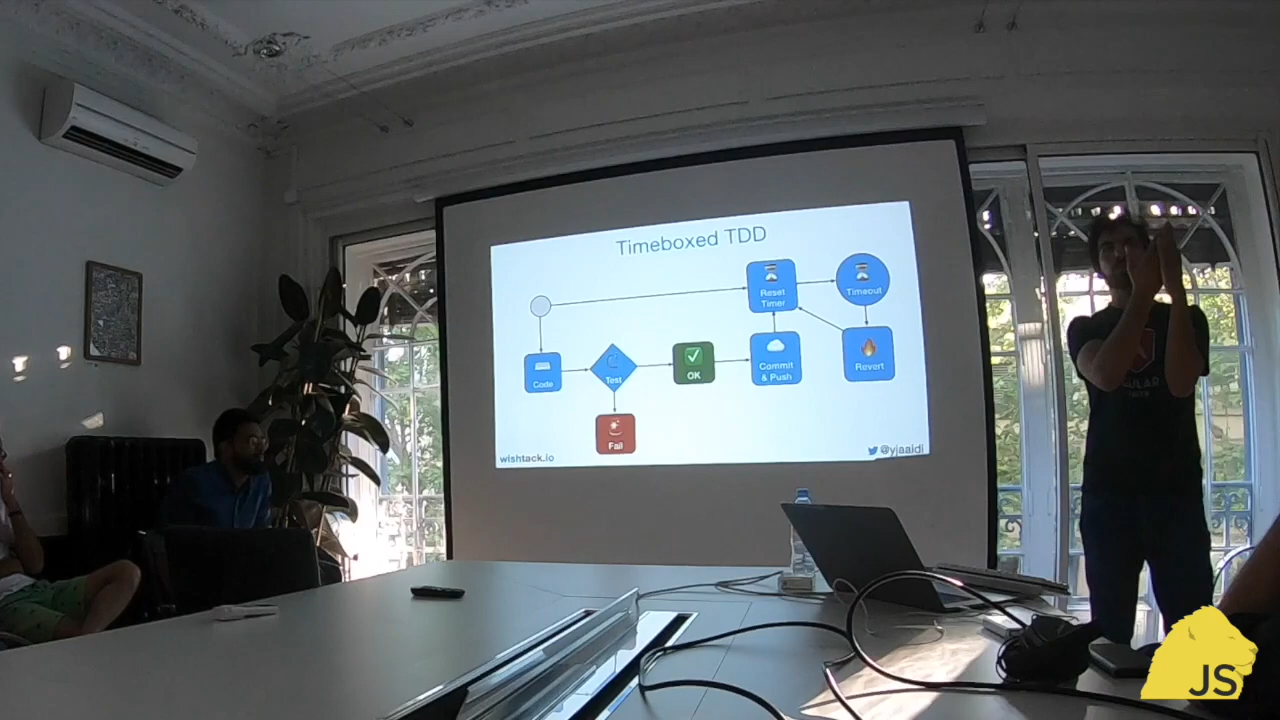 Timeboxed TDD
Reset
Timer
Timeout
Code
Test
OK
Commit
& Push
Revert
Fail
wishtack.io
@yjaaidi
JS